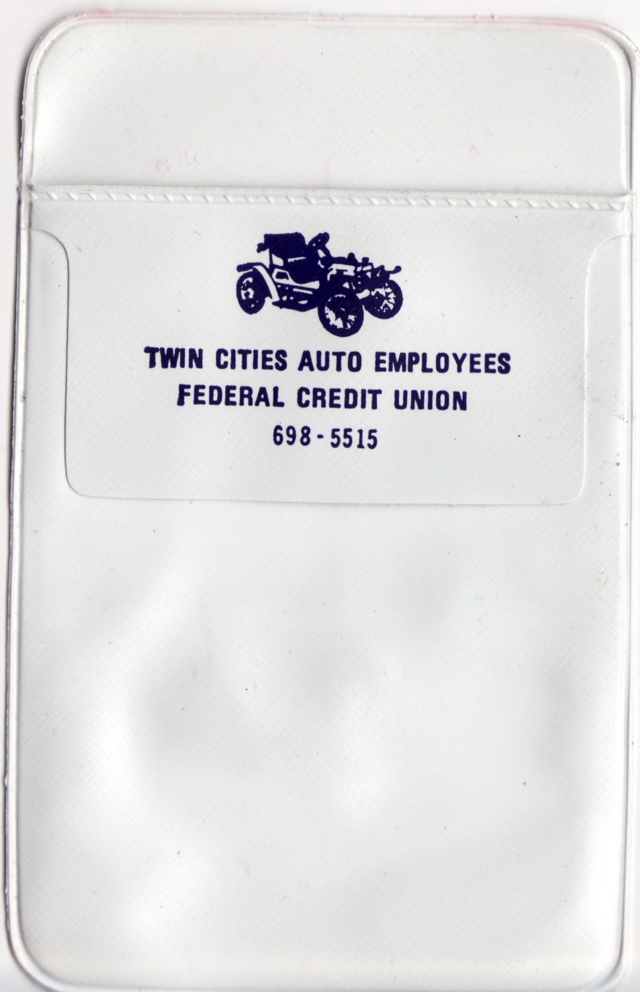 TWIN CITIES AUTO EMPLOYEES
FEDERAL CREDIT UNION
698-5515